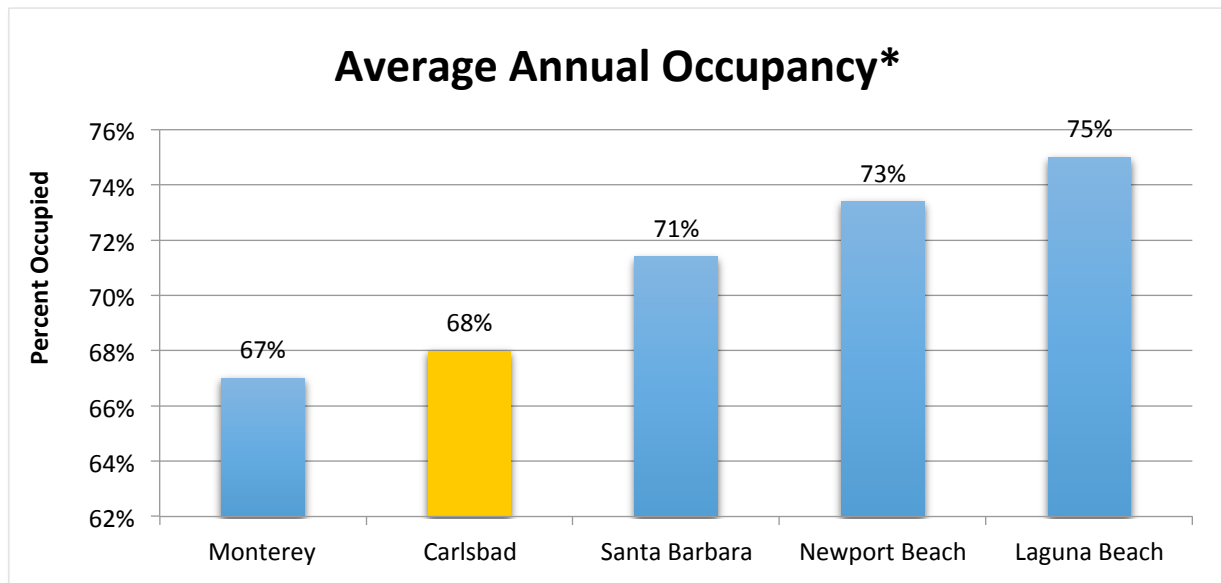 Average Annual Occupancy*
Percent Occupied
76%
74%
72%
70%
68%
66%
64%
62%
67%
68%
71%
73%
75%
Monterey
Carlsbad
Santa Barbara
Newport Beach
Laguna Beach